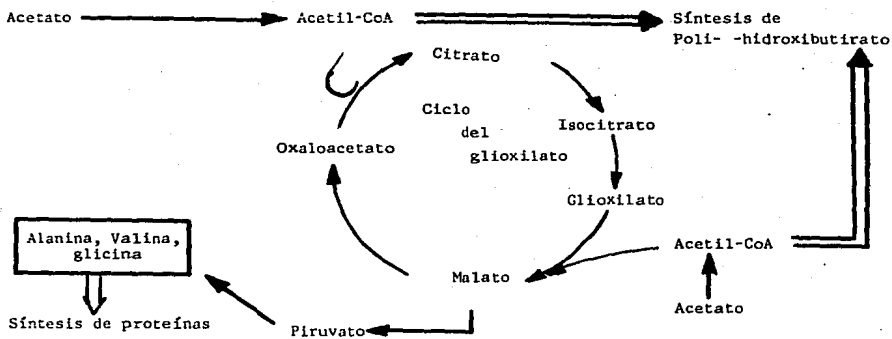 Acetato
Acetil-CoA
Síntesis de
Poli- -hidroxibutirato
Citrato
Ciclo
del
glioxilato
Isocitrato
Oxaloacetato
Glioxilato
Alanina, Valina,
glicina
Acetil-CoA
Malato
Acetato
Síntesis de proteínas
Piruvato